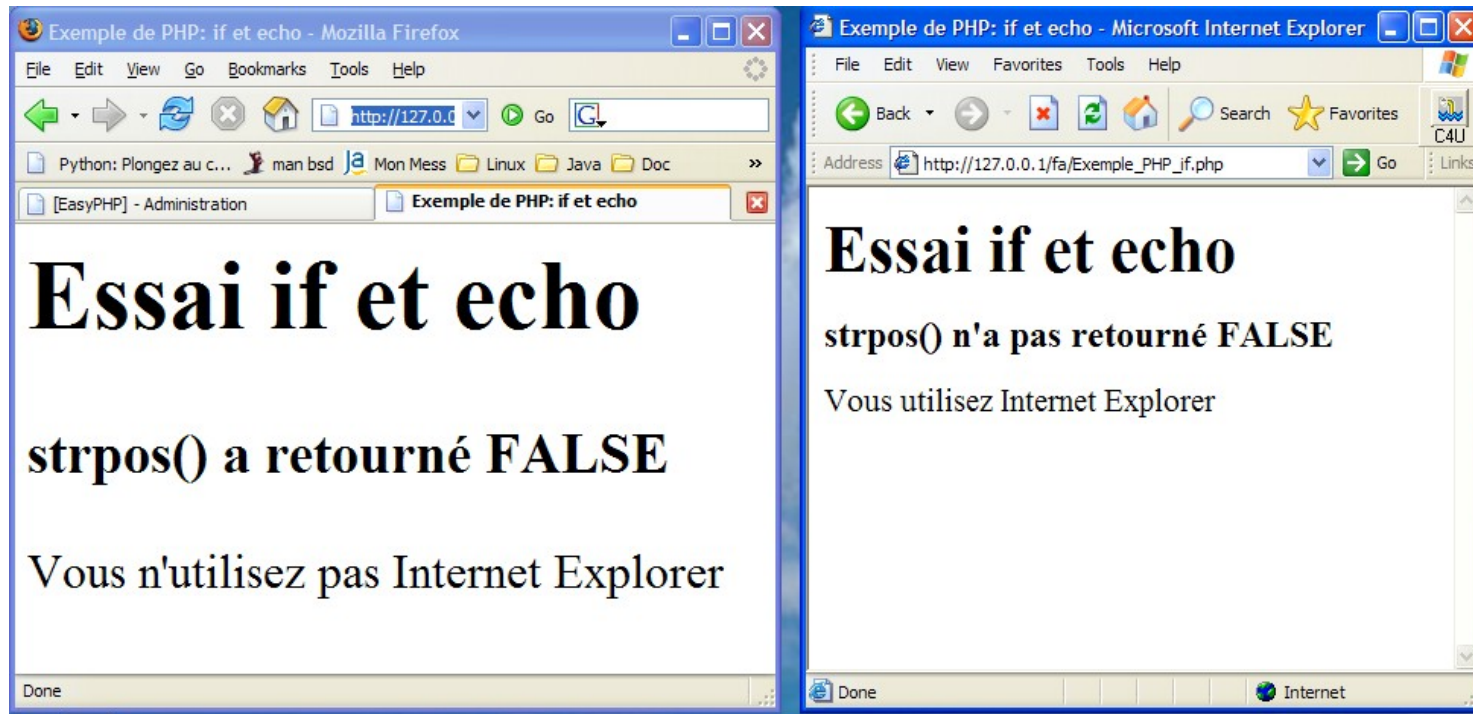 Exemple de PHP: if et echo - Mozilla Firefox
File Edit View Go Bookmarks Tools Help
http://127.0.0 Go G
Python: Plongez au c... man bsd Mon Mess Linux Java Doc »
[EasyPHP] - Administration Exemple de PHP: if et echo
Essai if et echo
strpos() a retourné FALSE
Vous n'utilisez pas Internet Explorer
Done
Exemple de PHP: if et echo - Microsoft Internet Explorer
File Edit View Favorites Tools Help
Back Search Favorites C4U
Address http://127.0.0.1/fa/Exemple_PHP_if.php Go Links
Essai if et echo
strpos() n'a pas retourné FALSE
Vous utilisez Internet Explorer
Done Internet